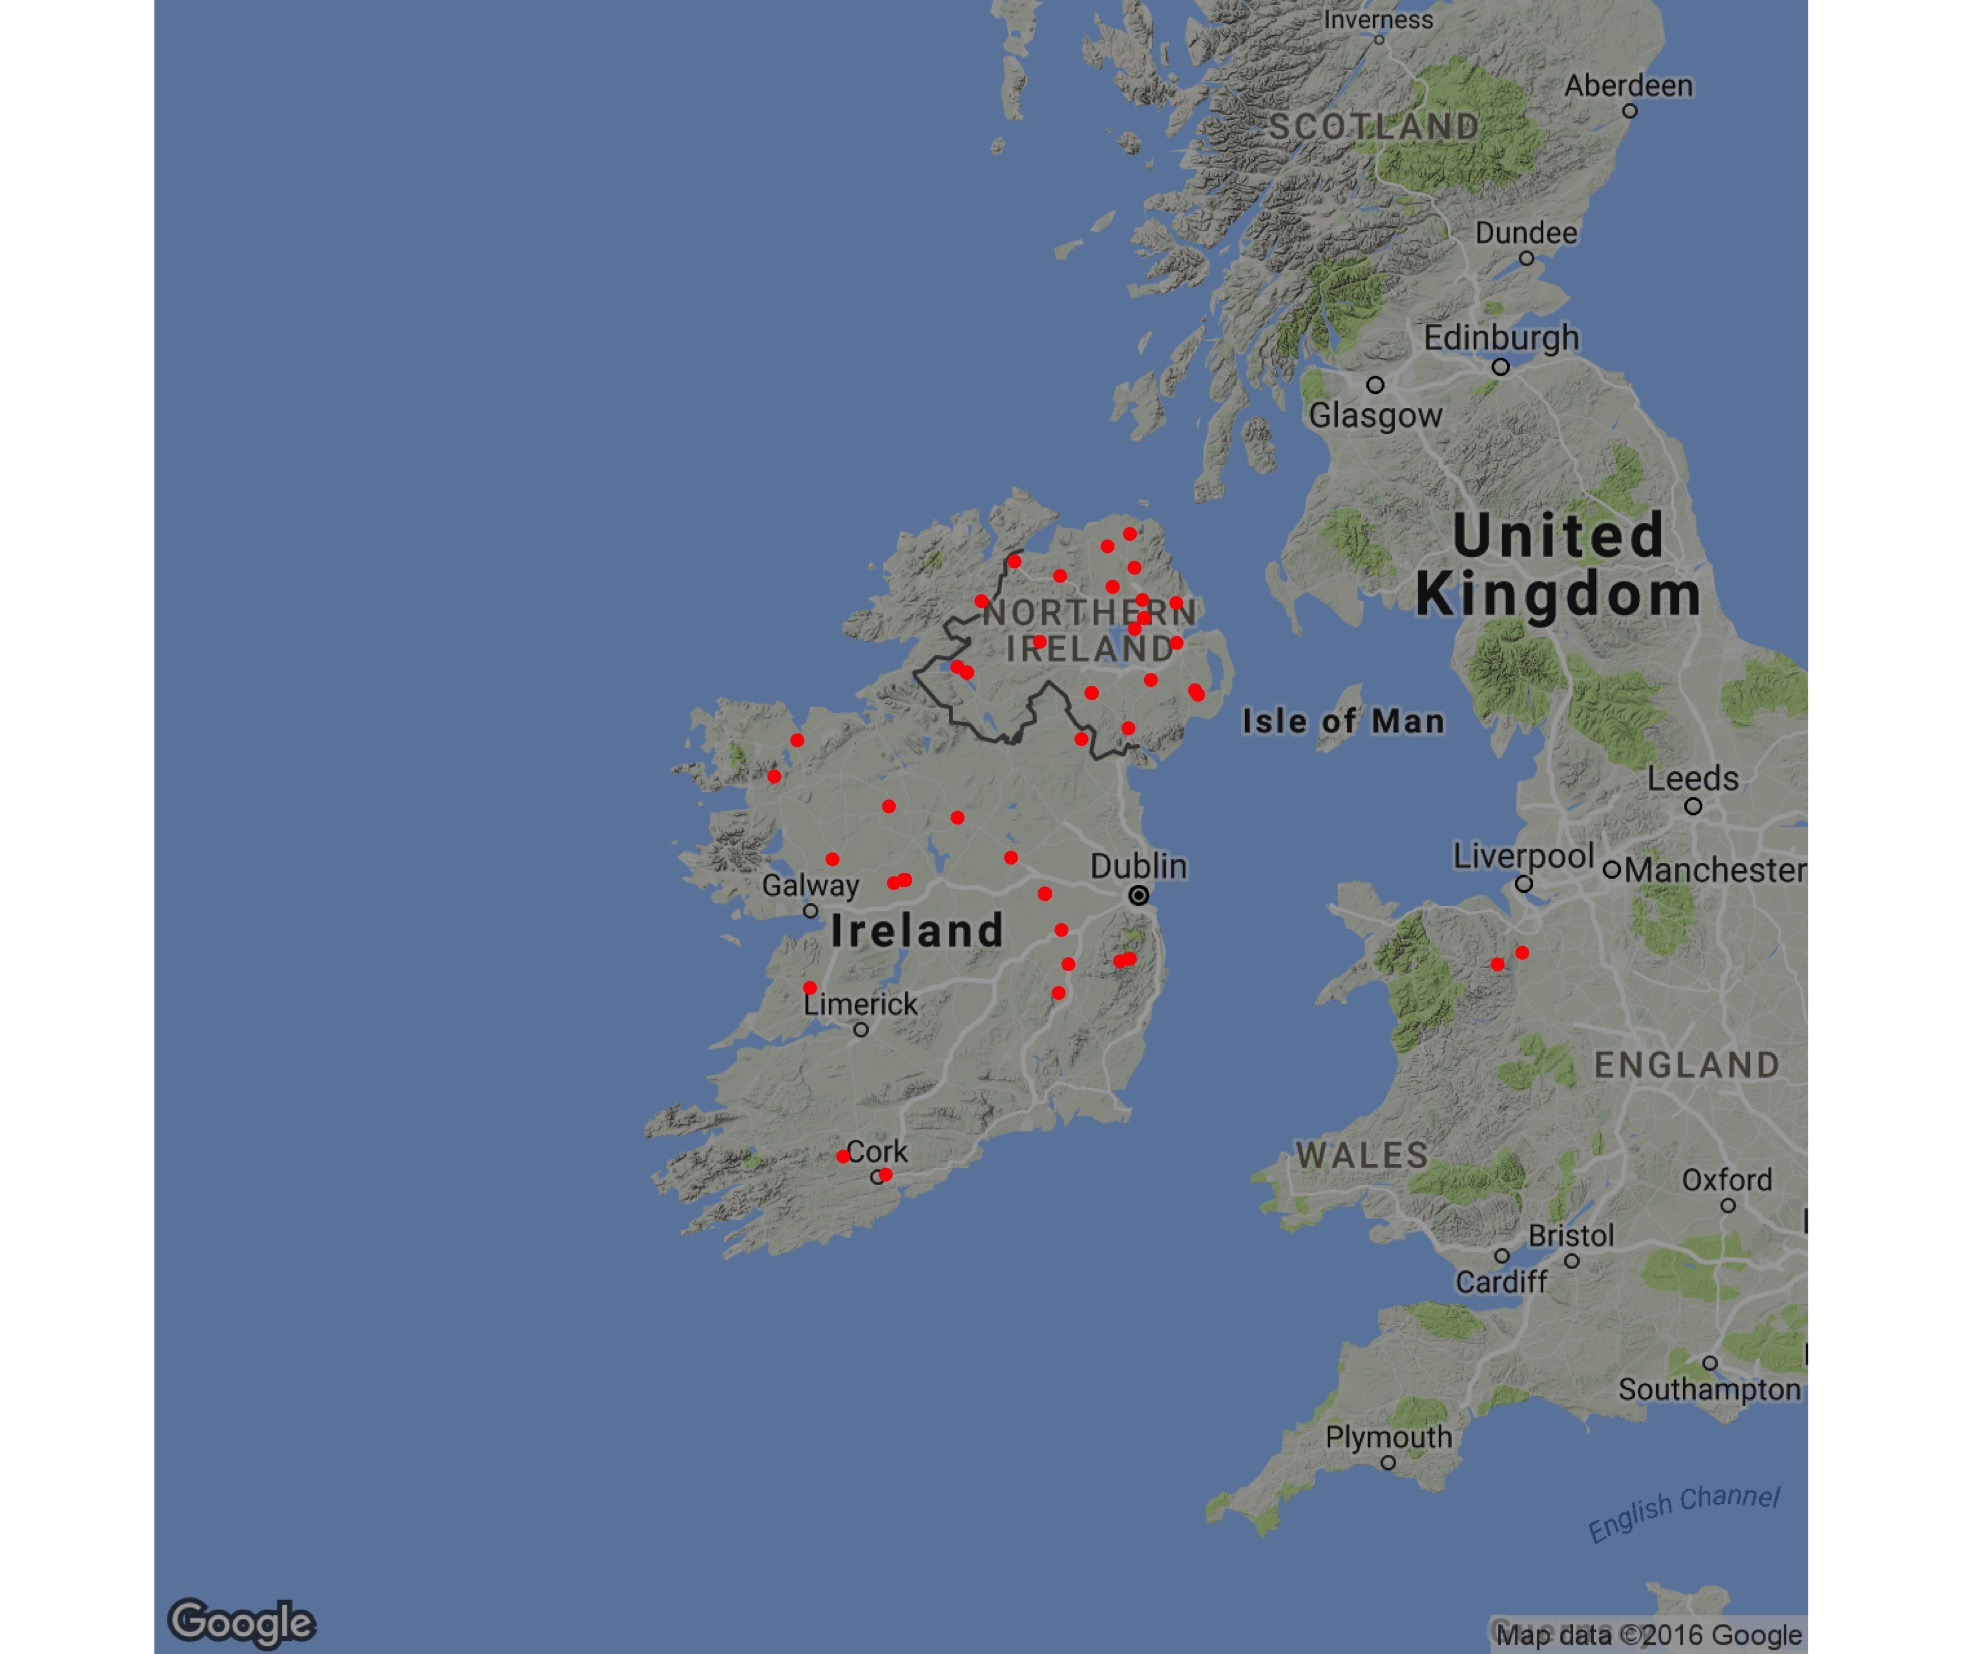 Inverness
Aberdeen
SCOTLAND
Dundee
Edinburgh
Glasgow
United
Kingdom
NORTHERN
IRELAND
Isle of Man
Leeds
Liverpool
Manchester
Dublin
Galway
Ireland
Limerick
ENGLAND
Cork
WALES
Oxford
Bristol
Cardiff
Southampton
Plymouth
English Channel
Google
Map data ©2016 Google